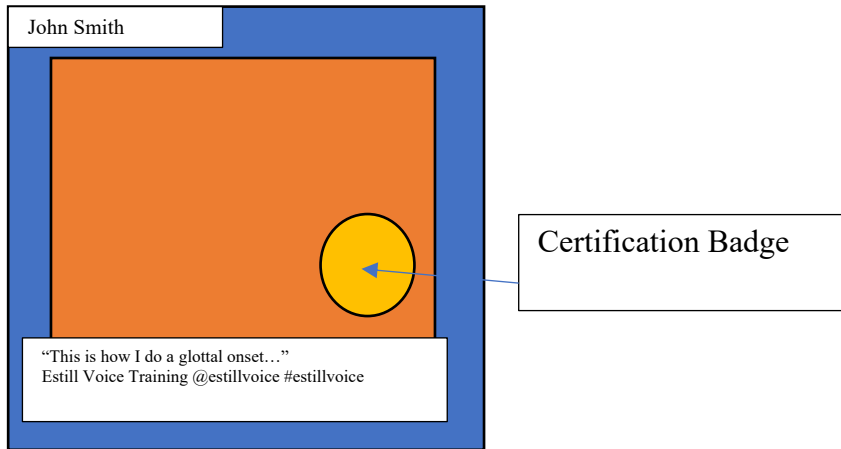 John Smith
Certification Badge
“This is how I do a glottal onset…”
Estill Voice Training @estillvoice #estillvoice